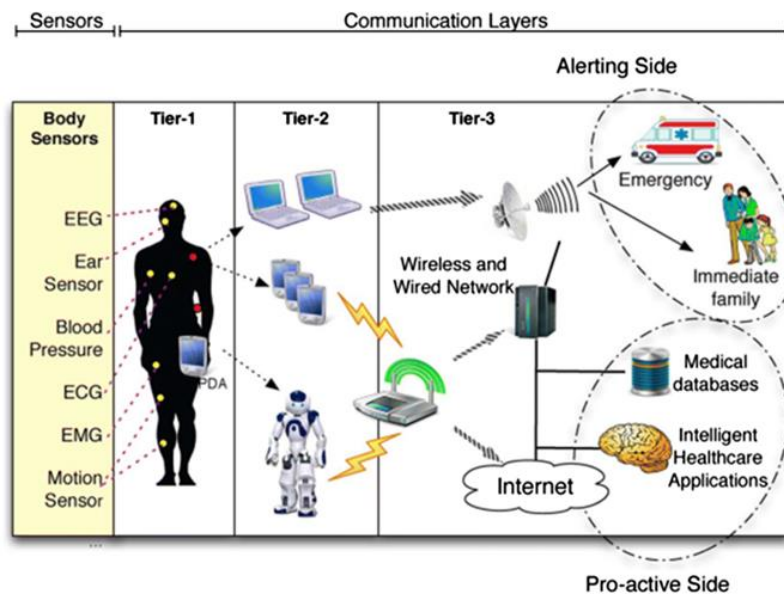 Sensors
Communication Layers
Alerting Side
Body
Sensors
Tier-1
Tier-2
Tier-3
EEG
Ear
Sensor
Blood
Pressure
ECG
EMG
Motion
Sensor
...
PDA
Wireless and
Wired Network
Emergency
Immediate
family
Medical
databases
Intelligent
Healthcare
Applications
Internet
Pro-active Side